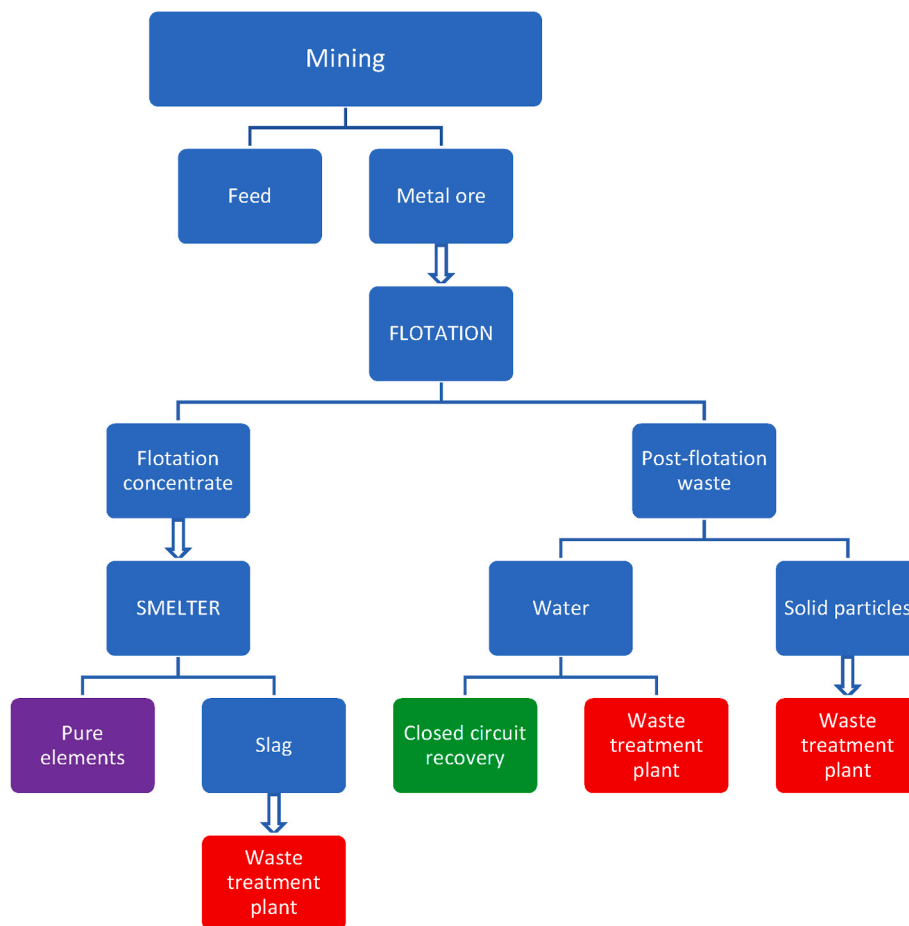 Mining
Feed
Metal ore
FLOTATION
Flotation
concentrate
Post-flotation
waste
SMELTER
Water
Solid particles
Pure
elements
Slag
Closed circuit
recovery
Waste
treatment
plant
Waste
treatment
plant
Waste
treatment
plant